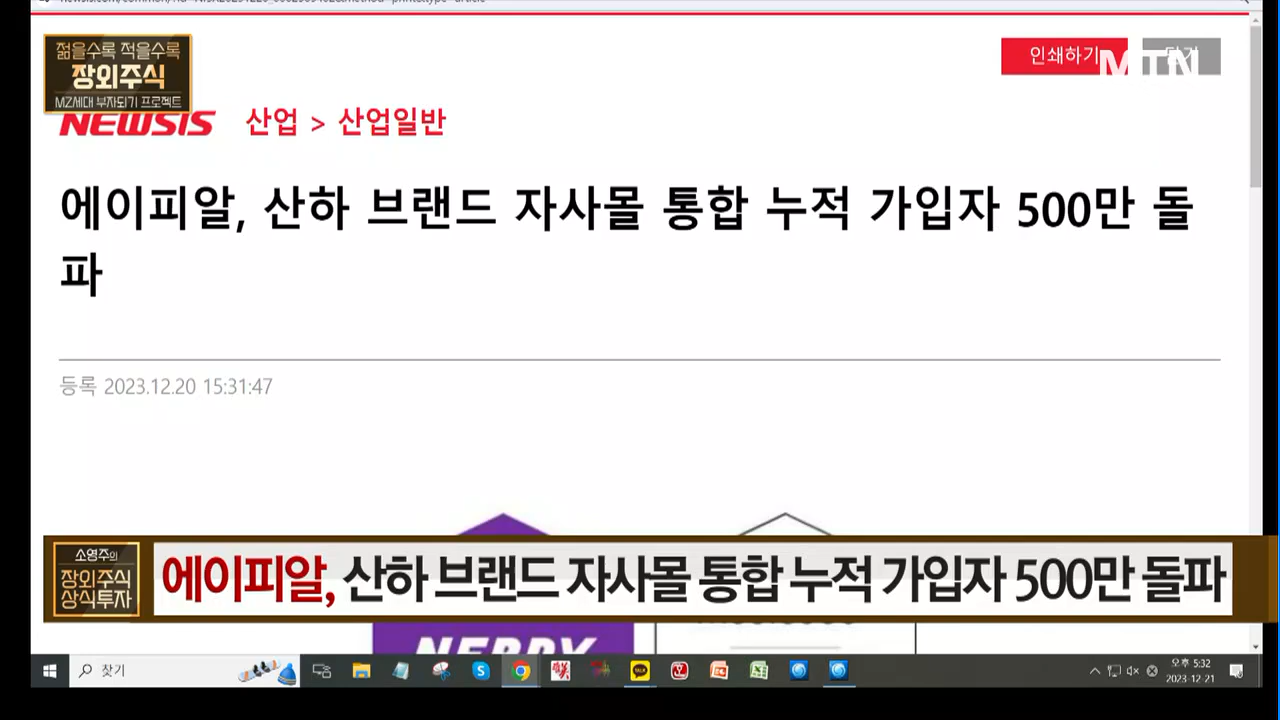 젊을수록 적을수록
장외주식
MZ세대 부자되기 프로젝트
인쇄하기
MTN
NEWSIS 산업 > 산업일반
에이피알, 산하 브랜드 자사몰 통합 누적 가입자 500만 돌
파
등록 2023.12.20 15:31:47
소영주의
장외주식
상식투자
에이피알, 산하 브랜드 자사몰 통합 누적 가입자 500만 돌파
찾기
오후 5:32
2023-12-21